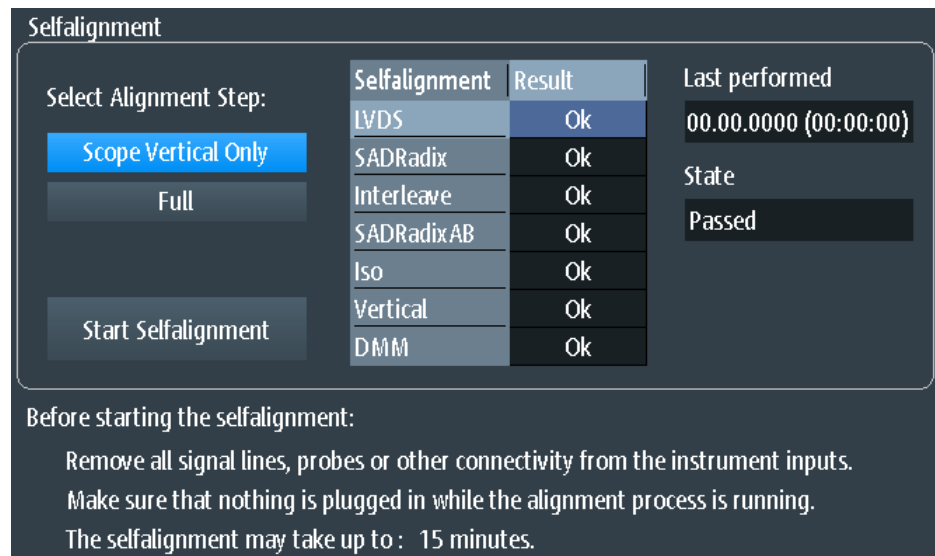 Selfalignment
Select Alignment Step:
Scope Vertical Only
Full
Start Selfalignment
Selfalignment Result
LVDS Ok
SADRadix Ok
Interleave Ok
SADRadixAB Ok
Iso Ok
Vertical Ok
DMM Ok
Last performed
00.00.0000 (00:00:00)
State
Passed
Before starting the selfalignment:
Remove all signal lines, probes or other connectivity from the instrument inputs.
Make sure that nothing is plugged in while the alignment process is running.
The selfalignment may take up to : 15 minutes.